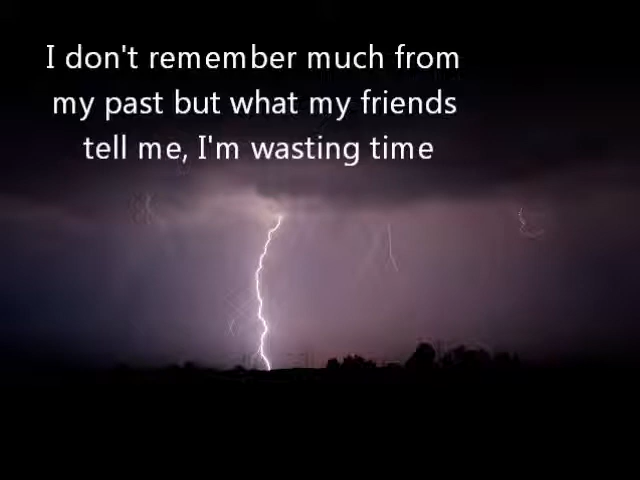 I don't remember much from
my past but what my friends
tell me, I'm wasting time